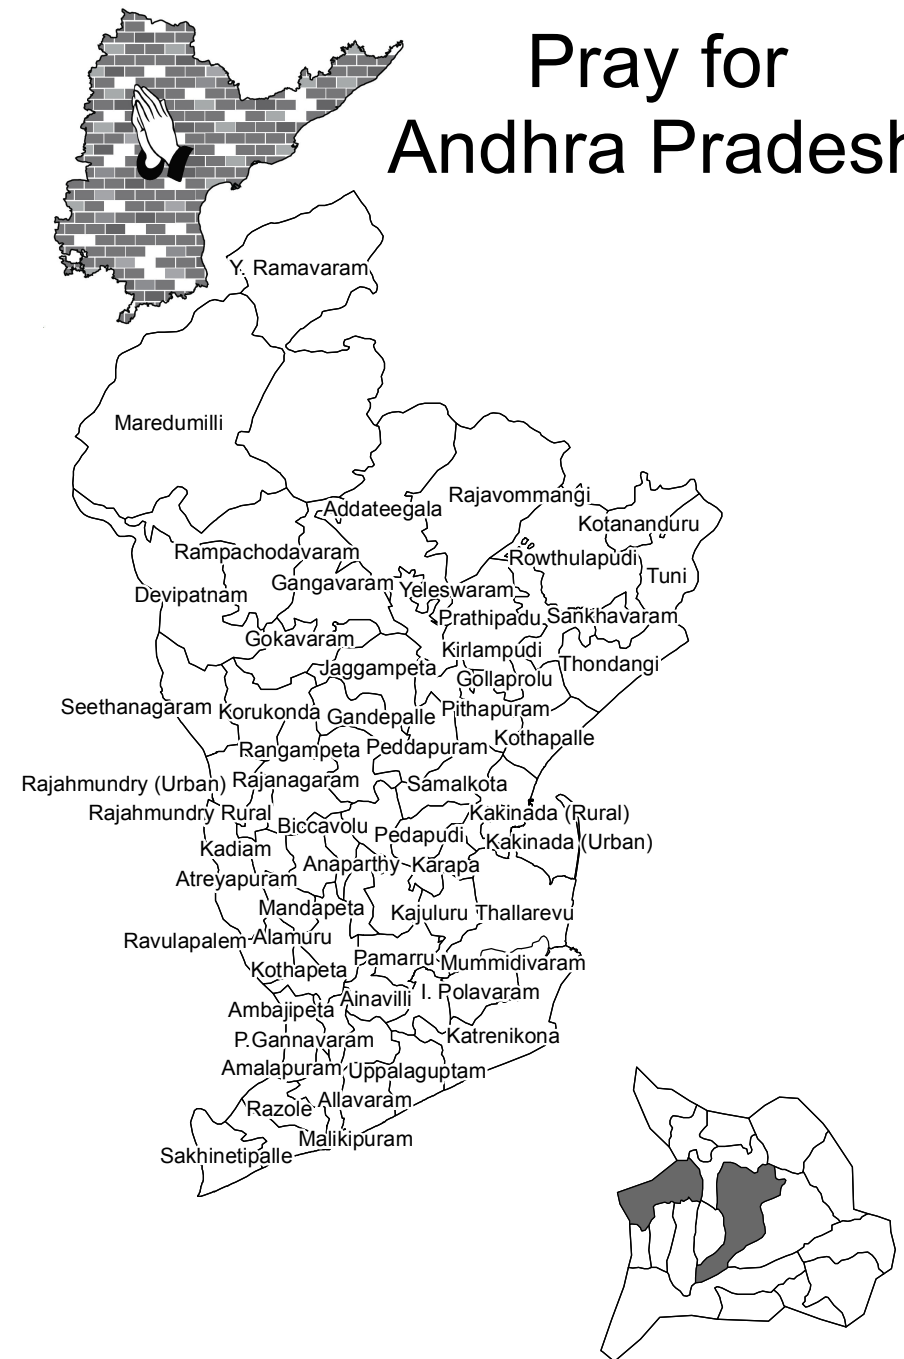 Pray for
Andhra Pradesh
Y. Ramavaram
Maredumilli
Rajavommangi
Addateegala
Kotananduru
Rampachodavaram
Rowthulapudi
Tuni
Gangavaram
Yeleswaram
Devipatnam
Prathipadu
Sankhavaram
Gokavaram
Kirlampudi
Jaggampeta
Thondangi
Gollaprolu
Seethanagaram
Korukonda
Gandepalle
Pithapuram
Rangampeta
Peddapuram
Kothapalle
Rajahmundry (Urban)
Rajanagaram
Samalkota
Rajahmundry Rural
Kakinada (Rural)
Biccavolu
Pedapudi
Kakinada (Urban)
Kadiam
Anaparthy
Karapa
Atreyapuram
Mandapeta
Kajuluru
Thallarevu
Ravulapalem
Alamuru
Pamarru
Mummidivaram
Kothapeta
Ainavilli
I. Polavaram
Ambajipeta
P.Gannavaram
Katrenikona
Amalapuram
Uppalaguptam
Razole
Allavaram
Malikipuram
Sakhinetipalle